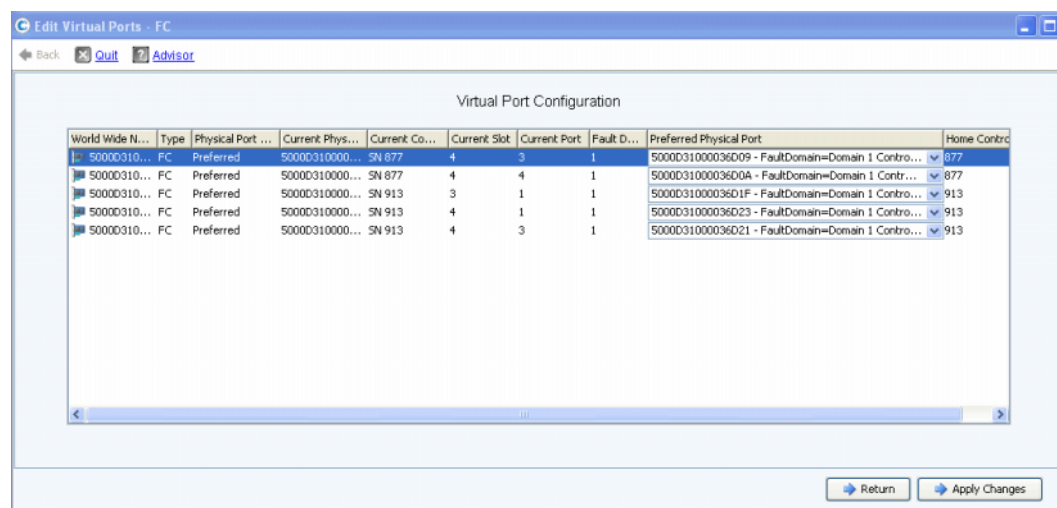 Edit Virtual Ports - FC
Back Quit Advisor
Virtual Port Configuration
World Wide N... Type Physical Port ... Current Phys... Current Co... Current Slot Current Port Fault D... Preferred Physical Port Home Contro
5000D310... FC Preferred 5000D310000... SN 877 4 3 1 5000D31000036D09 - FaultDomain=Domain 1 Contro... 877
5000D310... FC Preferred 5000D310000... SN 877 4 4 1 5000D31000036D0A - FaultDomain=Domain 1 Contr... 877
5000D310... FC Preferred 5000D310000... SN 913 3 1 1 5000D31000036D1F - FaultDomain=Domain 1 Contro... 913
5000D310... FC Preferred 5000D310000... SN 913 4 1 1 5000D31000036D23 - FaultDomain=Domain 1 Contro... 913
5000D310... FC Preferred 5000D310000... SN 913 4 3 1 5000D31000036D21 - FaultDomain=Domain 1 Contro... 913
Return Apply Changes